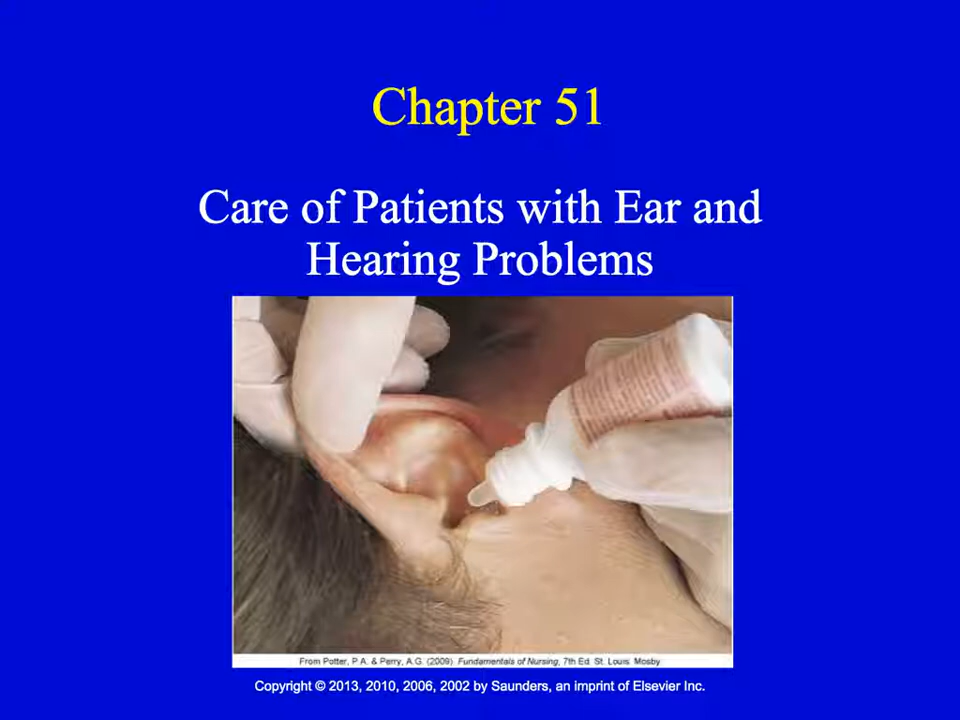 Chapter 51
Care of Patients with Ear and
Hearing Problems
From Potter, P.A. & Perry, A.G. (2009) Fundamentals of Nursing, 7th Ed. St. Louis. Mosby
Copyright © 2013, 2010, 2006, 2002 by Saunders, an imprint of Elsevier Inc.